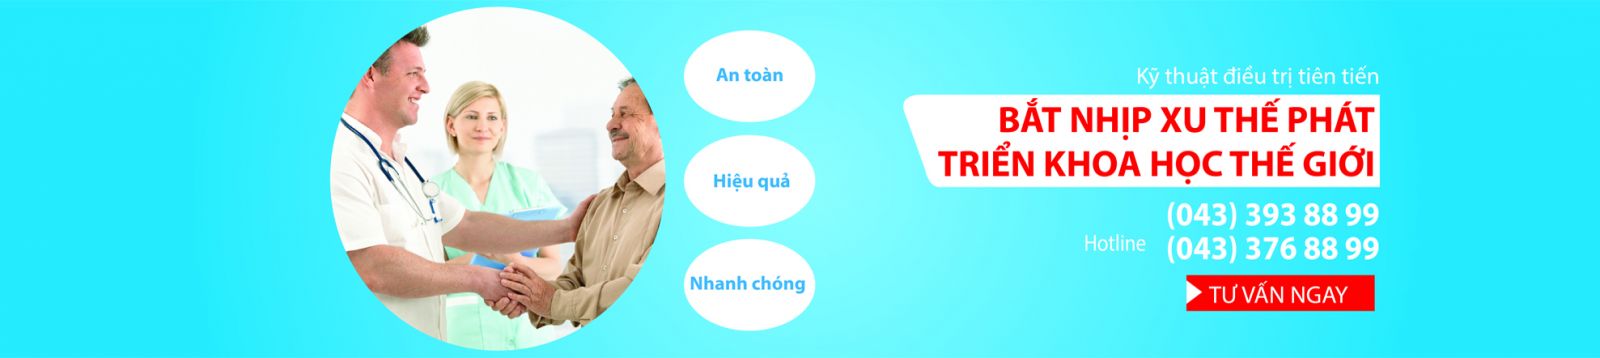 An toàn
Hiệu quả
Nhanh chóng
Kỹ thuật điều trị tiên tiến
BẮT NHỊP XU THẾ PHÁT
TRIỂN KHOA HỌC THẾ GIỚI
(043) 393 88 99
Hotline (043) 376 88 99
TƯ VẤN NGAY